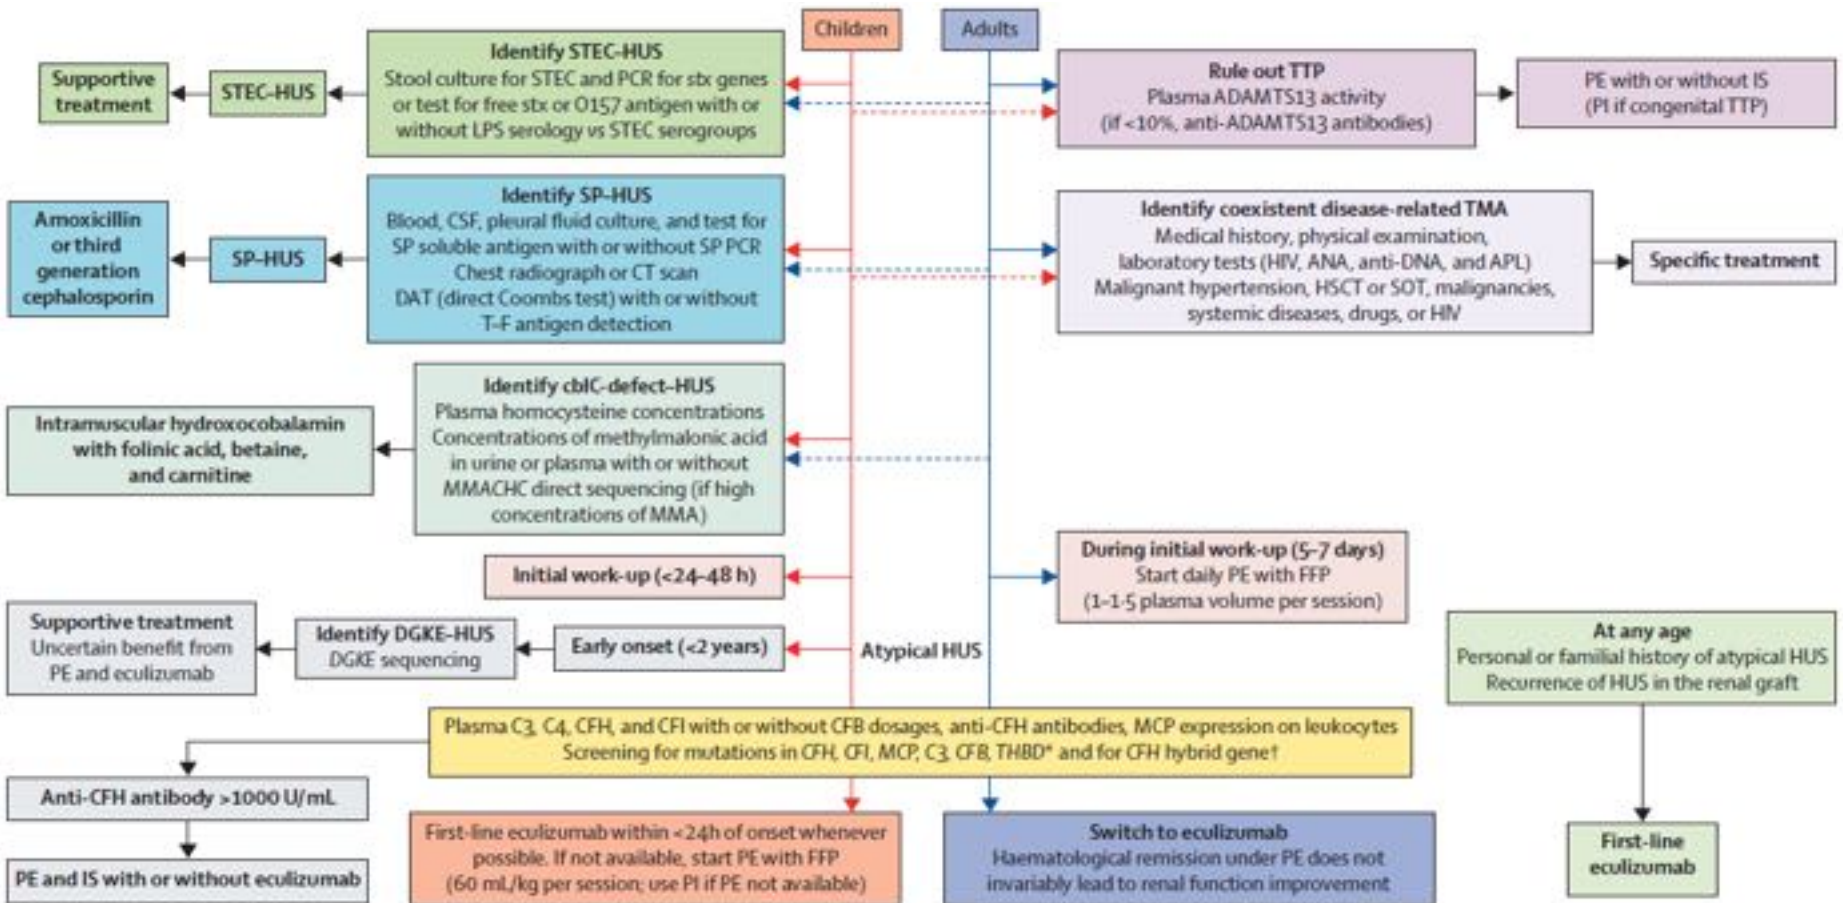 Children
Adults
Identify STEC-HUS
Stool culture for STEC and PCR for stx genes
or test for free stx or O157 antigen with or
without LPS serology vs STEC serogroups
STEC-HUS
Supportive
treatment
Rule out TTP
Plasma ADAMTS13 activity
(if <10%, anti-ADAMTS13 antibodies)
PE with or without IS
(PI if congenital TTP)
Identify SP-HUS
Blood, CSF, pleural fluid culture, and test for
SP soluble antigen with or without SP PCR
Chest radiograph or CT scan
DAT (direct Coombs test) with or without
T-F antigen detection
SP-HUS
Amoxicillin
or third
generation
cephalosporin
Identify coexistent disease-related TMA
Medical history, physical examination,
laboratory tests (HIV, ANA, anti-DNA, and APL)
Malignant hypertension, HSCT or SOT, malignancies,
systemic diseases, drugs, or HIV
Specific treatment
Identify cblC-defect-HUS
Plasma homocysteine concentrations
Concentrations of methylmalonic acid
in urine or plasma with or without
MMACHC direct sequencing (if high
concentrations of MMA)
Intramuscular hydroxocobalamin
with folinic acid, betaine,
and carnitine
Initial work-up (<24–48 h)
During initial work-up (5–7 days)
Start daily PE with FFP
(1–1·5 plasma volume per session)
Early onset (<2 years)
Identify DGKE-HUS
DGKE sequencing
Supportive treatment
Uncertain benefit from
PE and eculizumab
Atypical HUS
At any age
Personal or familial history of atypical HUS
Recurrence of HUS in the renal graft
Plasma C3, C4, CFH, and CFI with or without CFB dosages, anti-CFH antibodies, MCP expression on leukocytes
Screening for mutations in CFH, CFI, MCP, C3, CFB, THBD* and for CFH hybrid gene†
Anti-CFH antibody >1000 U/mL
PE and IS with or without eculizumab
First-line eculizumab within <24h of onset whenever
possible. If not available, start PE with FFP
(60 mL/kg per session; use PI if PE not available)
Switch to eculizumab
Haematological remission under PE does not
invariably lead to renal function improvement
First-line
eculizumab